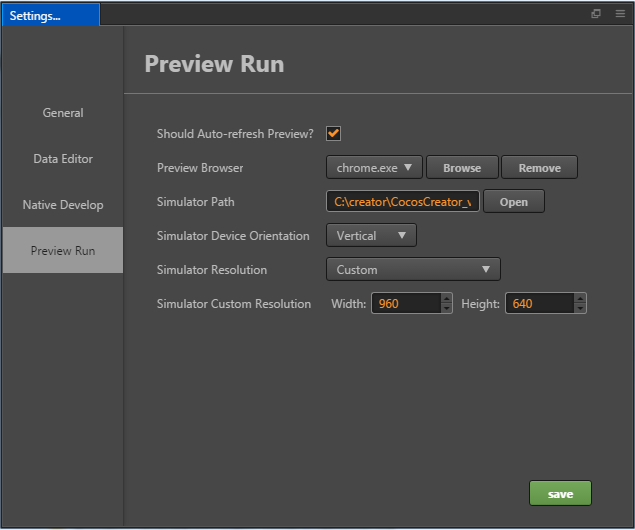 Settings...
Preview Run
General
Data Editor
Native Develop
Preview Run
Should Auto-refresh Preview?
Preview Browser chrome.exe Browse Remove
Simulator Path C:\creator\CocosCreator_v Open
Simulator Device Orientation Vertical
Simulator Resolution Custom
Simulator Custom Resolution Width: 960 Height: 640
save